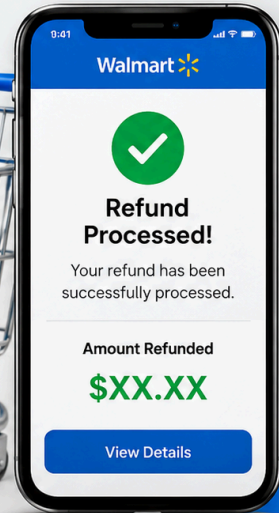 9:41
Walmart
Refund
Processed!
Your refund has been
successfully processed.
Amount Refunded
$XX.XX
View Details